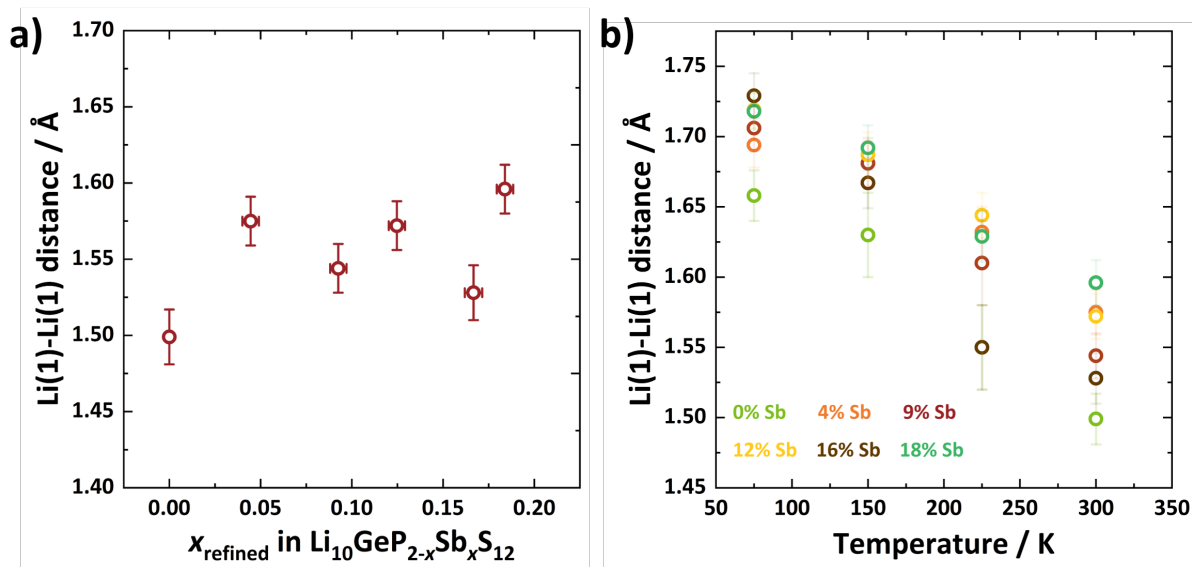 a)
1.70
1.65
1.60
1.55
1.50
1.45
1.40
Li(1)-Li(1) distance / Å
0.00 0.05 0.10 0.15 0.20
x_refined in Li₁₀GeP₂₋ₓSbₓS₁₂
b)
1.75
1.70
1.65
1.60
1.55
1.50
1.45
Li(1)-Li(1) distance / Å
0% Sb 4% Sb 9% Sb
12% Sb 16% Sb 18% Sb
50 100 150 200 250 300 350
Temperature / K